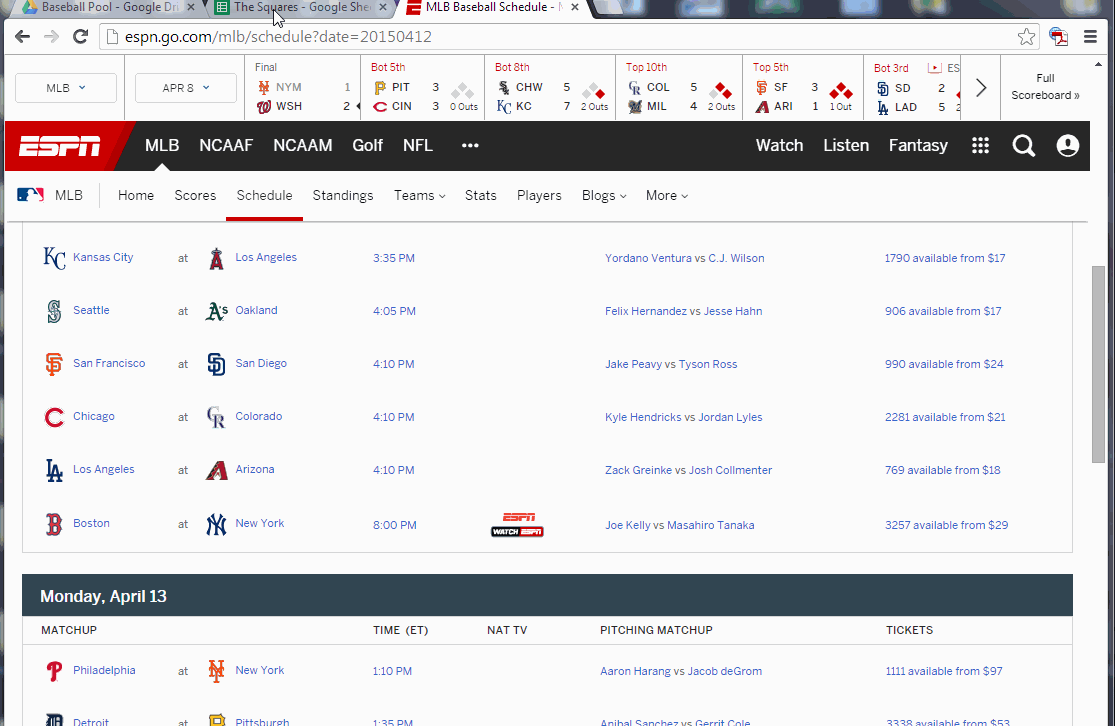 Baseball Pool - Google Dri × The Squares - Google She × MLB Baseball Schedule - M ×
espn.go.com/mlb/schedule?date=20150412
MLB APR 8
Final
NYM 1
WSH 2
Bot 5th
PIT 3
CIN 3 0 Outs
Bot 8th
CHW 5
KC 7 2 Outs
Top 10th
COL 5
MIL 4 2 Outs
Top 5th
SF 3
ARI 1 1 Out
Bot 3rd ES
SD 2
LAD 5 2
Full
Scoreboard »
ESPN MLB NCAAF NCAAM Golf NFL ••• Watch Listen Fantasy
MLB Home Scores Schedule Standings Teams Stats Players Blogs More
KC Kansas City at A Los Angeles 3:35 PM Yordano Ventura vs C.J. Wilson 1790 available from $17
S Seattle at A's Oakland 4:05 PM Felix Hernandez vs Jesse Hahn 906 available from $17
SF San Francisco at SD San Diego 4:10 PM Jake Peavy vs Tyson Ross 990 available from $24
C Chicago at CR Colorado 4:10 PM Kyle Hendricks vs Jordan Lyles 2281 available from $21
LA Los Angeles at A Arizona 4:10 PM Zack Greinke vs Josh Collmenter 769 available from $18
B Boston at NY New York 8:00 PM ESPN WATCH ESPN Joe Kelly vs Masahiro Tanaka 3257 available from $29
Monday, April 13
MATCHUP TIME (ET) NAT TV PITCHING MATCHUP TICKETS
P Philadelphia at NY New York 1:10 PM Aaron Harang vs Jacob deGrom 1111 available from $97
D Detroit at P Pittsburgh 1:35 PM Anibal Sanchez vs Gerrit Cole 3338 available from $53